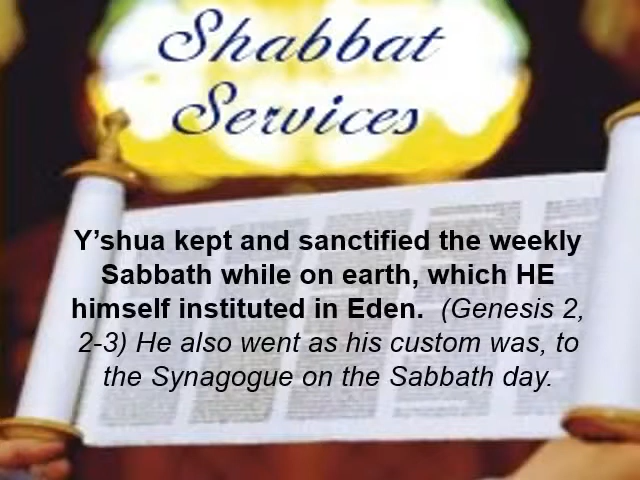 Shabbat
Services
Y’shua kept and sanctified the weekly
Sabbath while on earth, which HE
himself instituted in Eden.  (Genesis 2,
2-3) He also went as his custom was, to
the Synagogue on the Sabbath day.